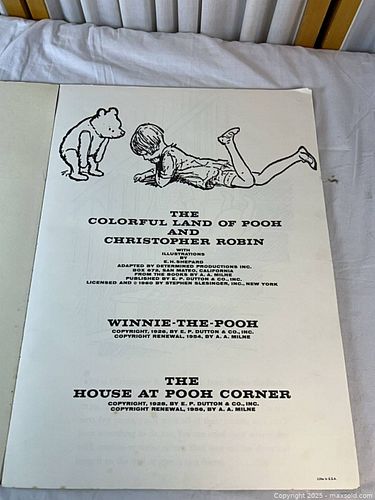 THE
COLORFUL LAND OF POOH
AND
CHRISTOPHER ROBIN
WITH
ILLUSTRATIONS
BY
E. H. SHEPARD
ADAPTED BY DETERMINED PRODUCTIONS INC.
BOX 672, SAN MATEO, CALIFORNIA
FROM THE BOOKS BY A. A. MILNE
PUBLISHED BY E. P. DUTTON & CO., INC.
LICENSED AND © 1960 BY STEPHEN SLESINGER, INC., NEW YORK
WINNIE-THE-POOH
COPYRIGHT, 1926, BY E. P. DUTTON & CO., INC.
COPYRIGHT RENEWAL, 1954, BY A. A. MILNE
THE
HOUSE AT POOH CORNER
COPYRIGHT, 1928, BY E. P. DUTTON & CO., INC.
COPYRIGHT RENEWAL, 1956, BY A. A. MILNE
in U.S.A.
Copyright © 2025 - maxsold.com